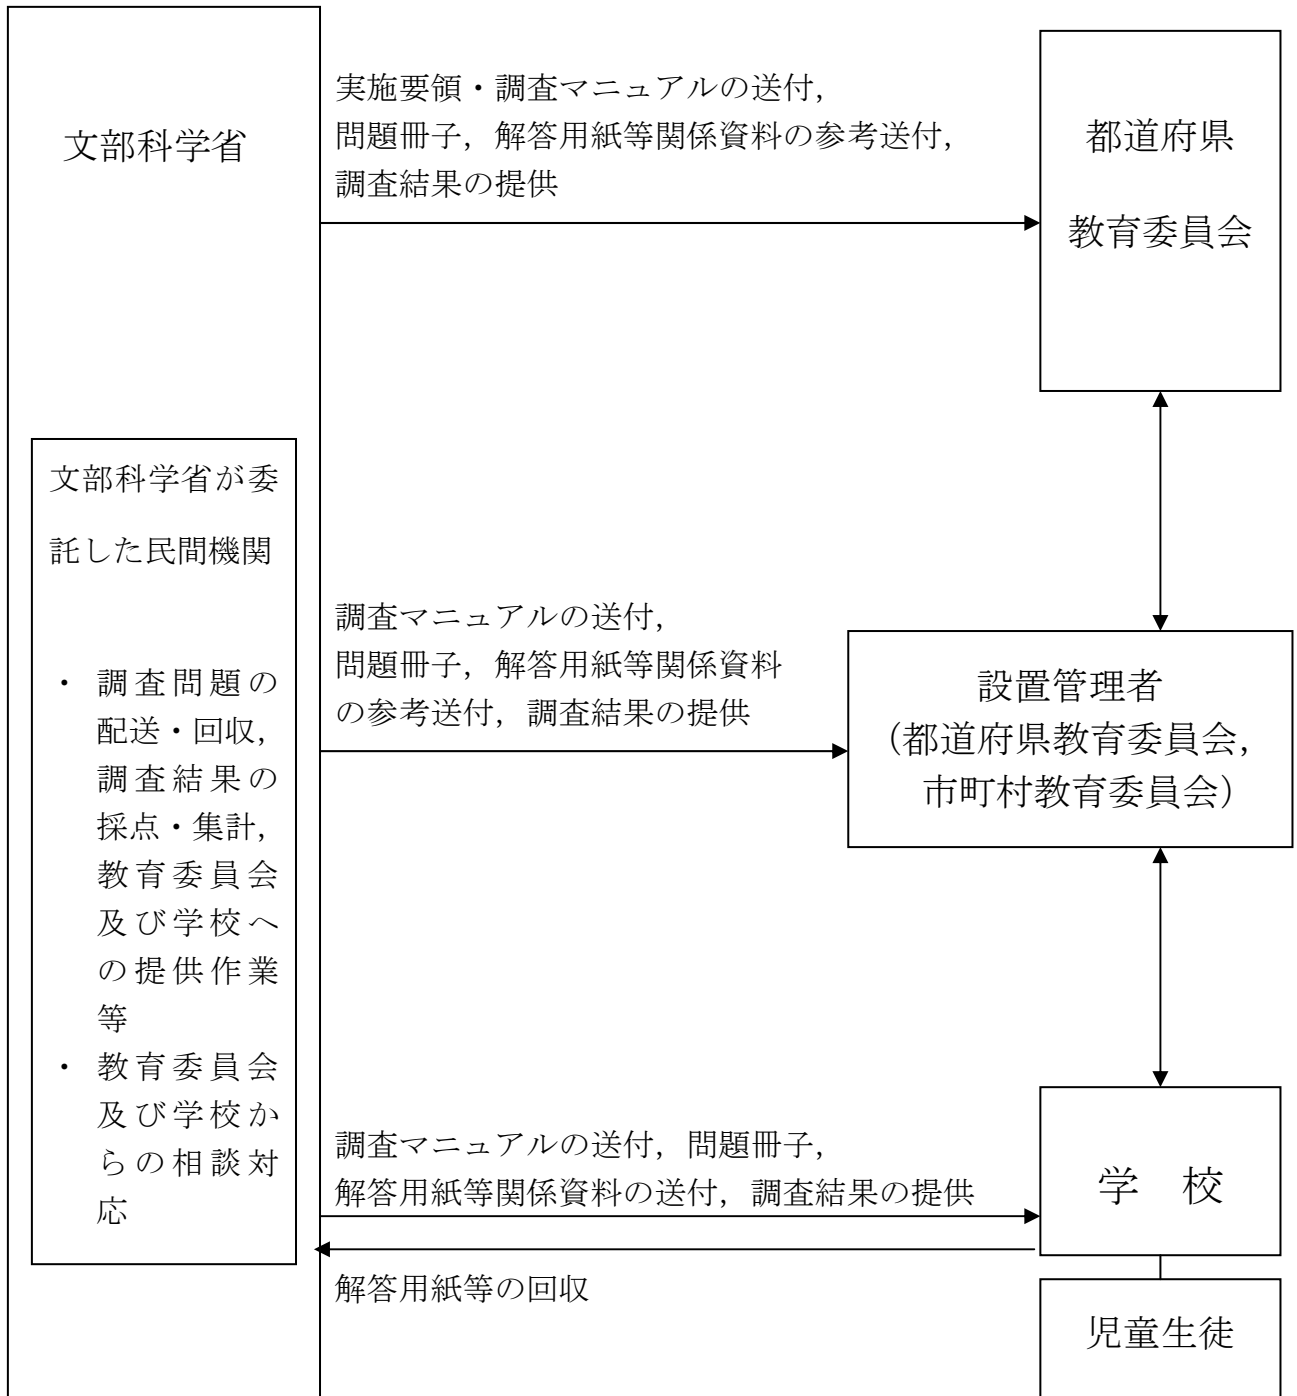 文部科学省
実施要領・調査マニュアルの送付，
問題冊子，解答用紙等関係資料の参考送付，
調査結果の提供
都道府県
教育委員会
文部科学省が委
託した民間機関
・ 調査問題の
配送・回収，
調査結果の
採点・集計，
教育委員会
及び学校へ
の提供作業
等
・ 教育委員会
及び学校か
らの相談対
応
調査マニュアルの送付，
問題冊子，解答用紙等関係資料
の参考送付，調査結果の提供
設置管理者
（都道府県教育委員会，
市町村教育委員会）
調査マニュアルの送付，問題冊子，
解答用紙等関係資料の送付，調査結果の提供
学　校
解答用紙等の回収
児童生徒